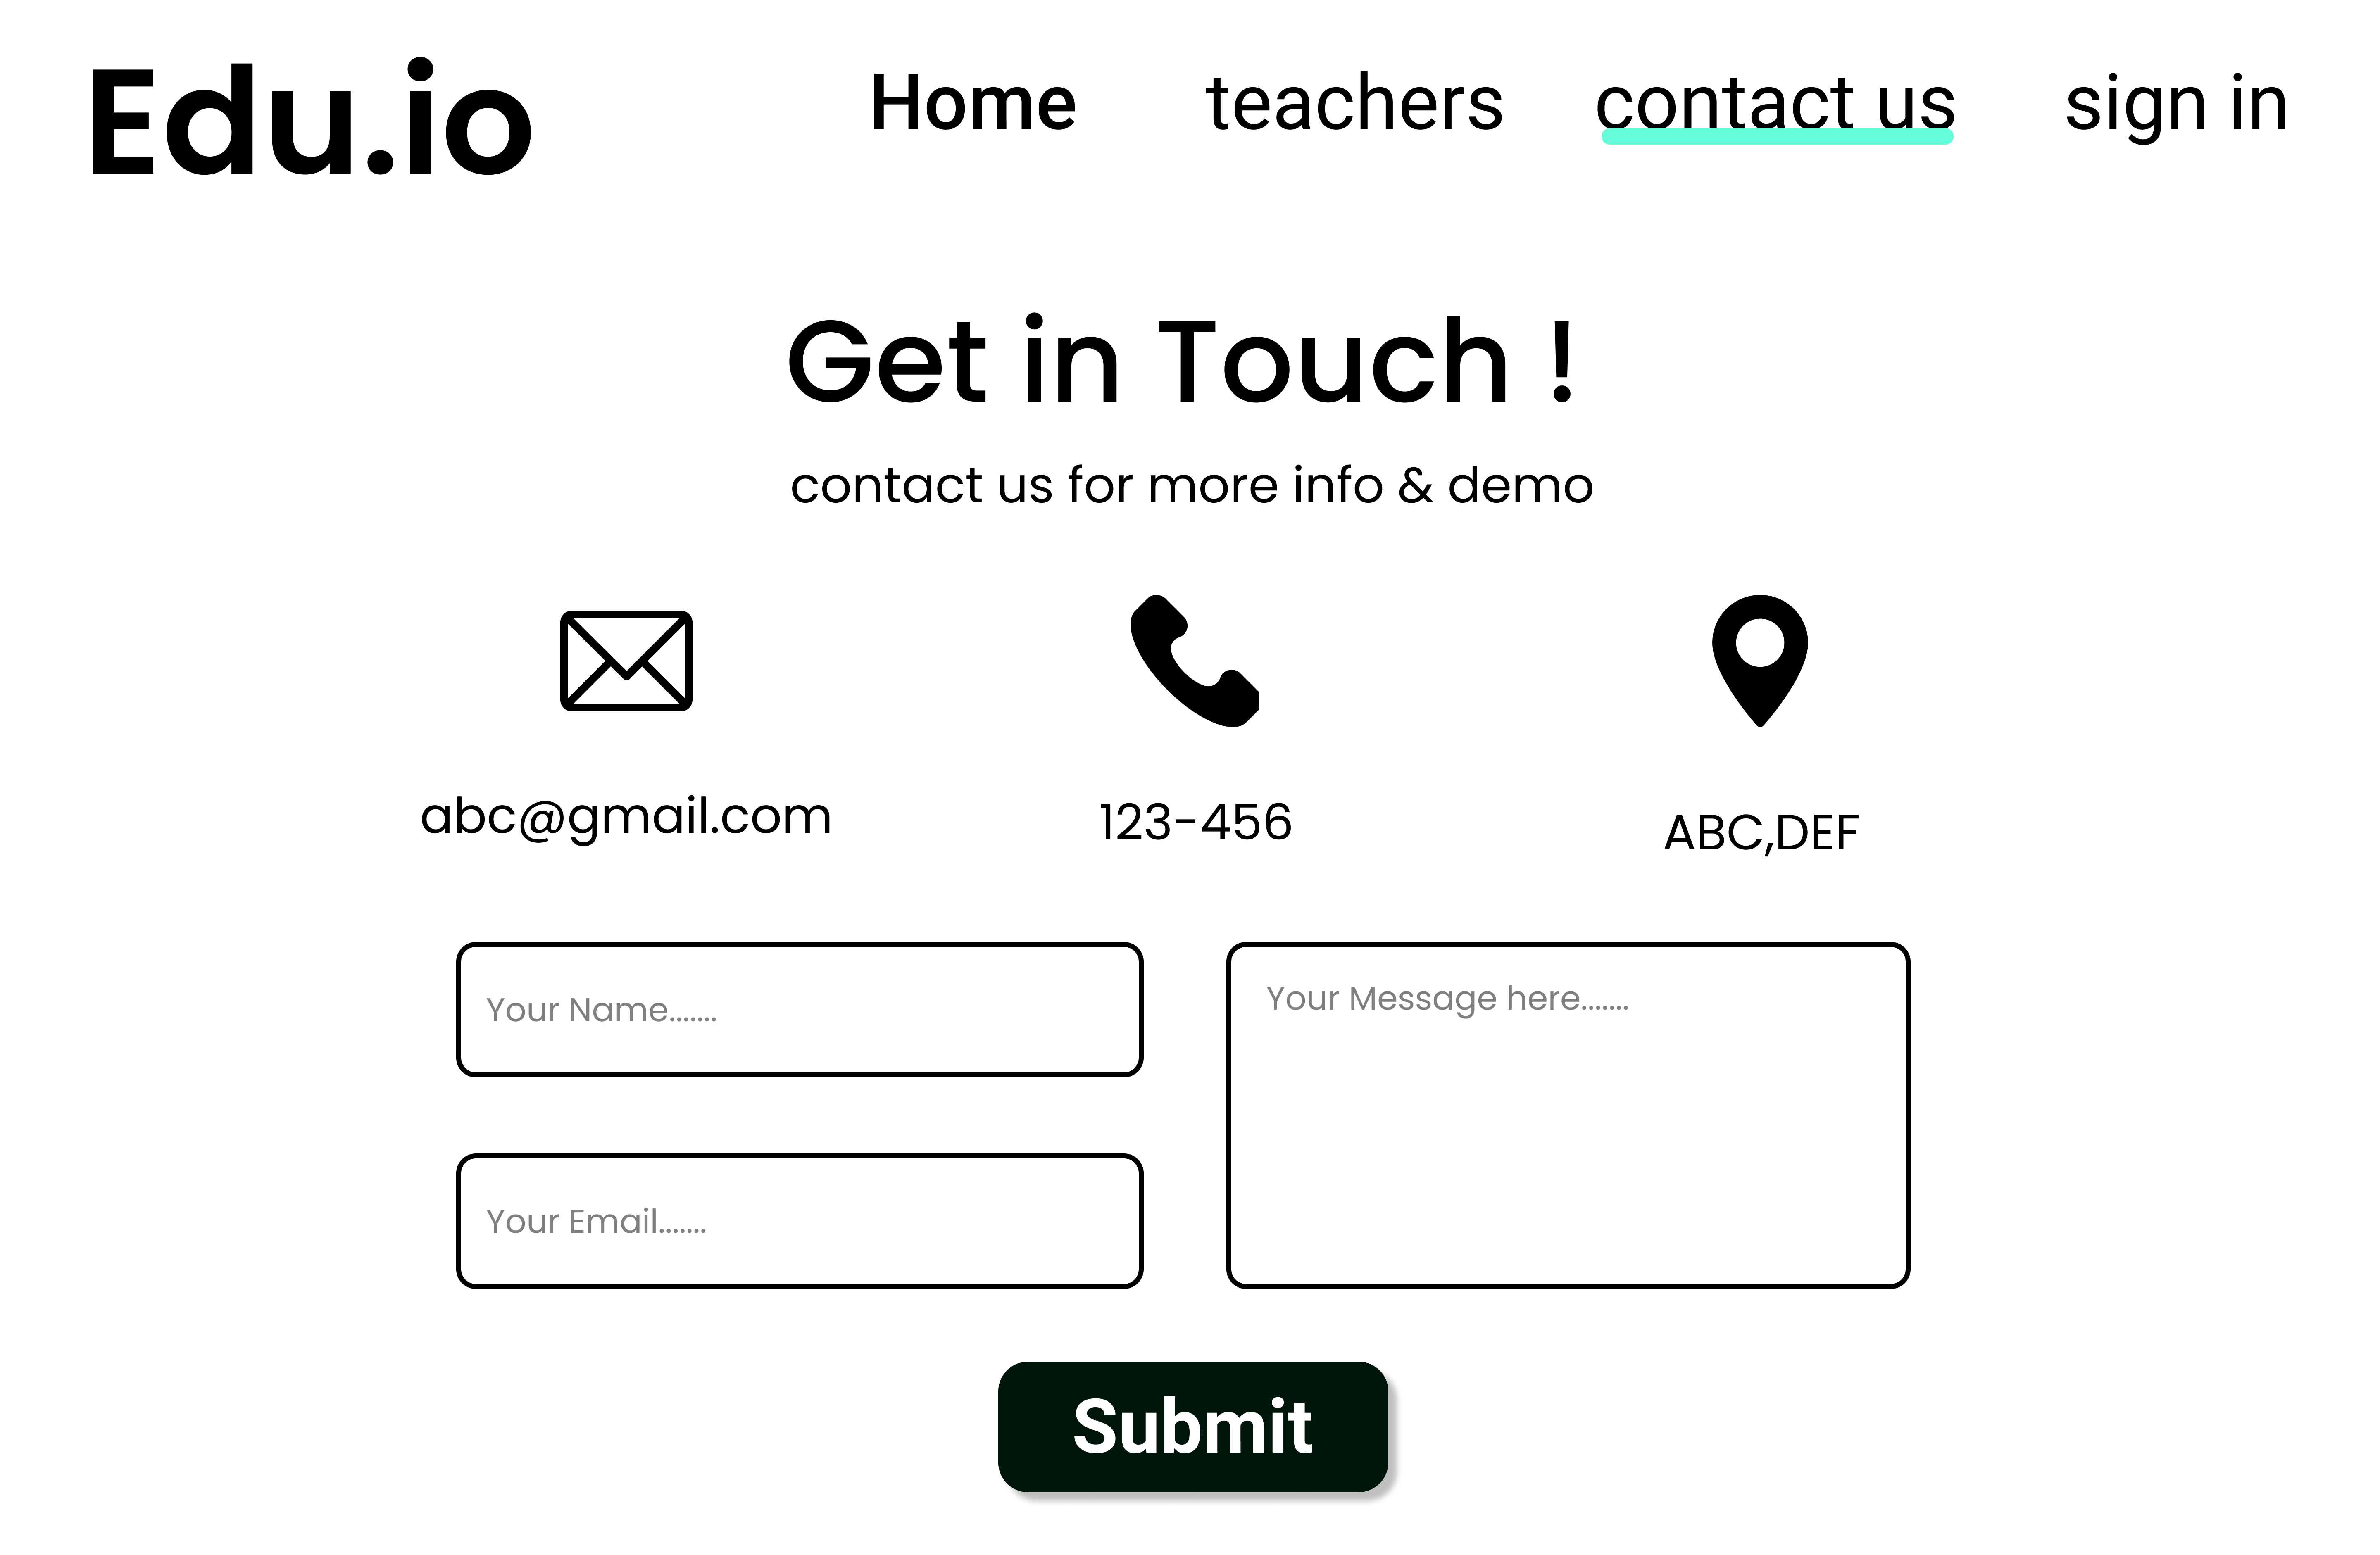 Edu.io
Home teachers contact us sign in
Get in Touch !
contact us for more info & demo
abc@gmail.com
123-456
ABC,DEF
Your Name.......
Your Message here.......
Your Email.......
Submit